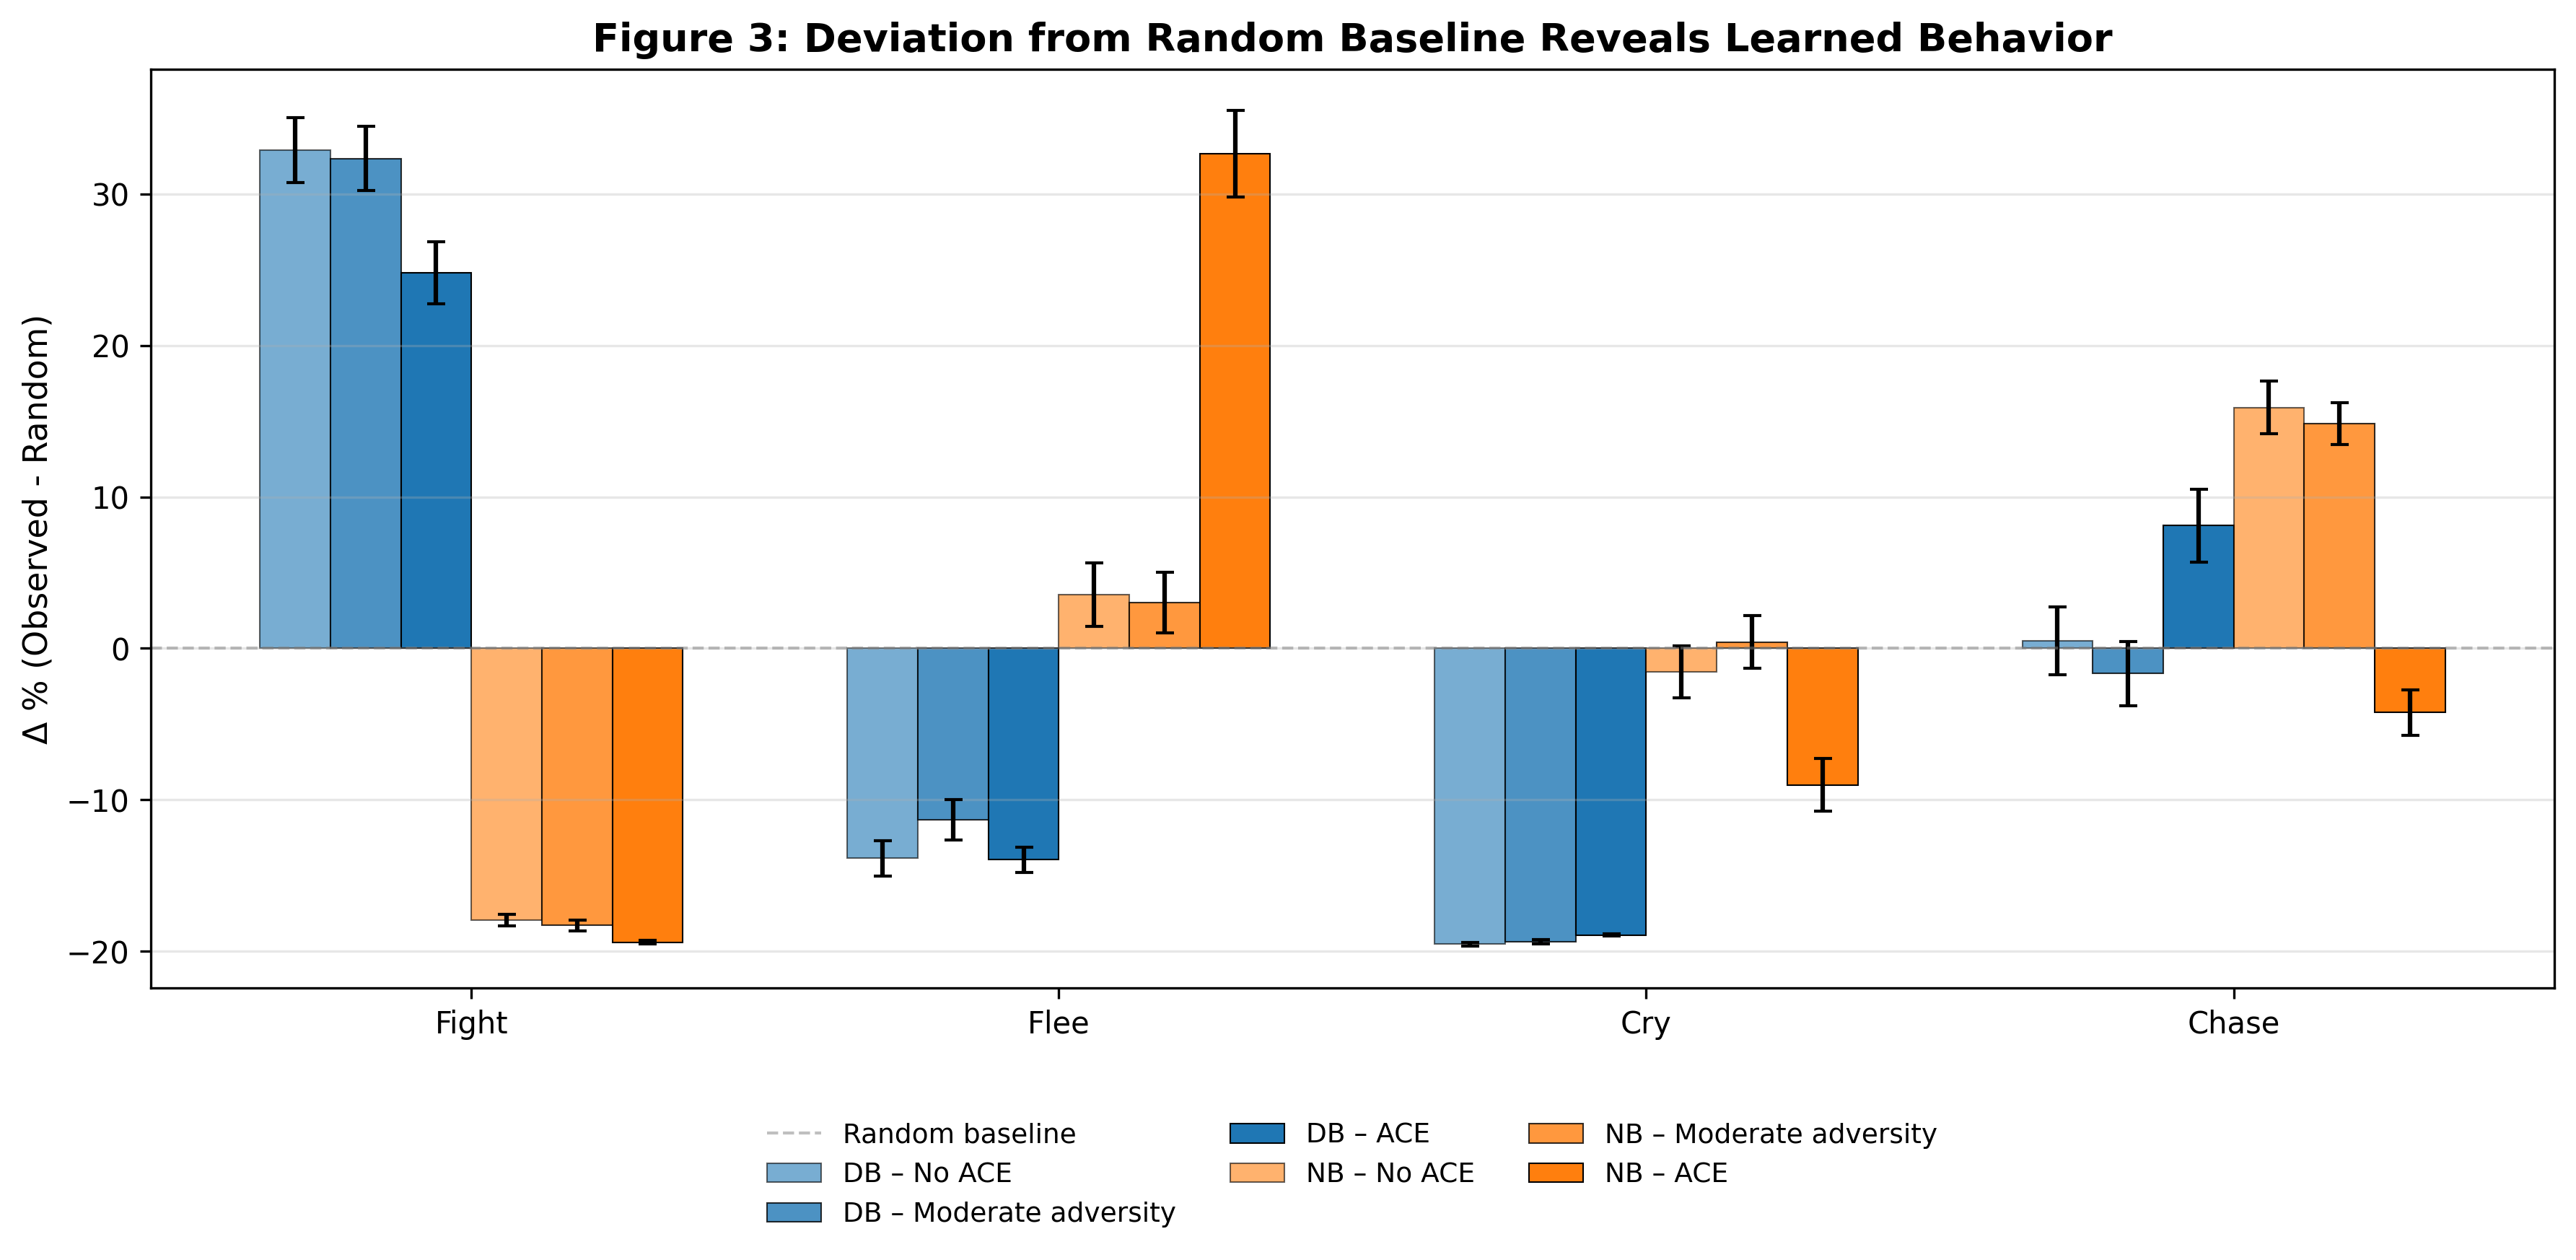 Figure 3: Deviation from Random Baseline Reveals Learned Behavior
Δ % (Observed - Random)
30
20
10
0
−10
−20
Fight
Flee
Cry
Chase
Random baseline
DB – No ACE
DB – Moderate adversity
DB – ACE
NB – No ACE
NB – Moderate adversity
NB – ACE